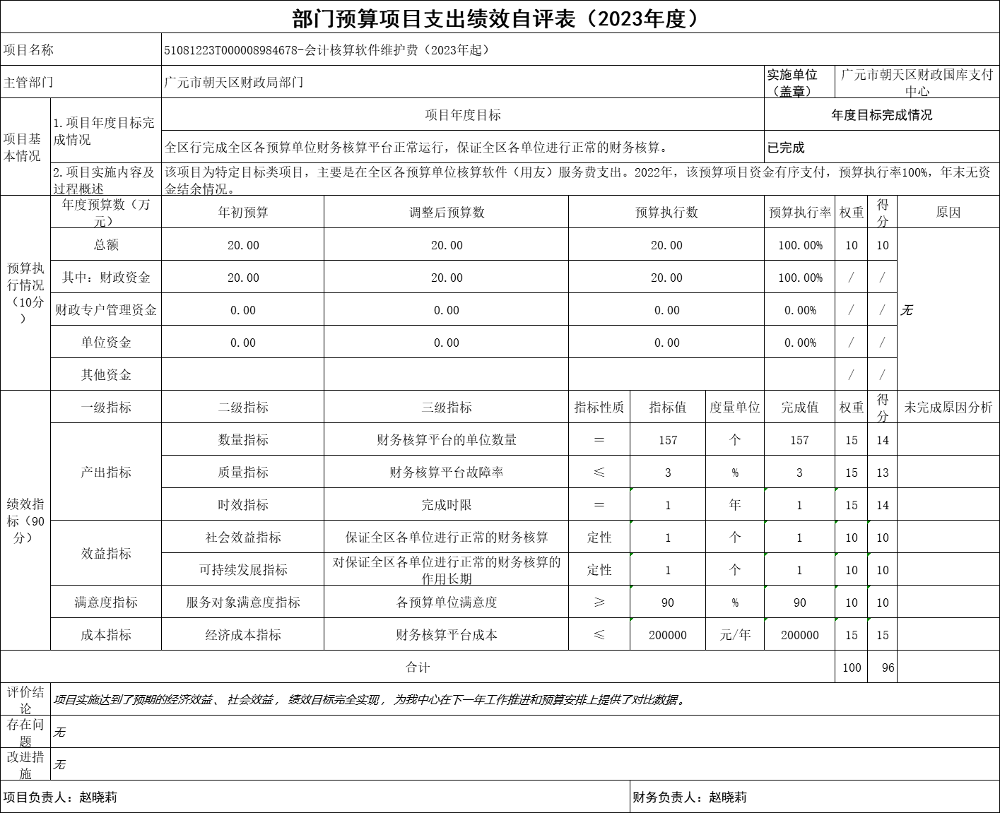 部门预算项目支出绩效自评表（2023年度）
项目名称 51081223T000008984678-会计核算软件维护费（2023年起）
主管部门 广元市朝天区财政局部门 实施单位（盖章） 广元市朝天区财政国库支付中心
项目基本情况 1.项目年度目标完成情况 项目年度目标 年度目标完成情况
全区行完成全区各预算单位财务核算平台正常运行，保证全区各单位进行正常的财务核算。 已完成
2.项目实施内容及过程概述 该项目为特定目标类项目，主要是在全区各预算单位核算软件（用友）服务费支出。2022年，该预算项目资金有序支付，预算执行率100%，年末无资金结余情况。
预算执行情况（10分） 年度预算数（万元） 年初预算 调整后预算数 预算执行数 预算执行率 权重 得分 原因
总额 20.00 20.00 20.00 100.00% 10 10 无
其中：财政资金 20.00 20.00 20.00 100.00% / /
财政专户管理资金 0.00 0.00 0.00 0.00% / /
单位资金 0.00 0.00 0.00 0.00% / /
其他资金 / /
绩效指标（90分） 一级指标 二级指标 三级指标 指标性质 指标值 度量单位 完成值 权重 得分 未完成原因分析
产出指标 数量指标 财务核算平台的单位数量 ＝ 157 个 157 15 14
质量指标 财务核算平台故障率 ≤ 3 % 3 15 13
时效指标 完成时限 ＝ 1 年 1 15 14
效益指标 社会效益指标 保证全区各单位进行正常的财务核算 定性 1 个 1 10 10
可持续发展指标 对保证全区各单位进行正常的财务核算的作用长期 定性 1 个 1 10 10
满意度指标 服务对象满意度指标 各预算单位满意度 ≥ 90 % 90 10 10
成本指标 经济成本指标 财务核算平台成本 ≤ 200000 元/年 200000 15 15
合计 100 96
评价结论 项目实施达到了预期的经济效益、社会效益，绩效目标完全实现，为我中心在下一年工作推进和预算安排上提供了对比数据。
存在问题 无
改进措施 无
项目负责人：赵晓莉 财务负责人：赵晓莉